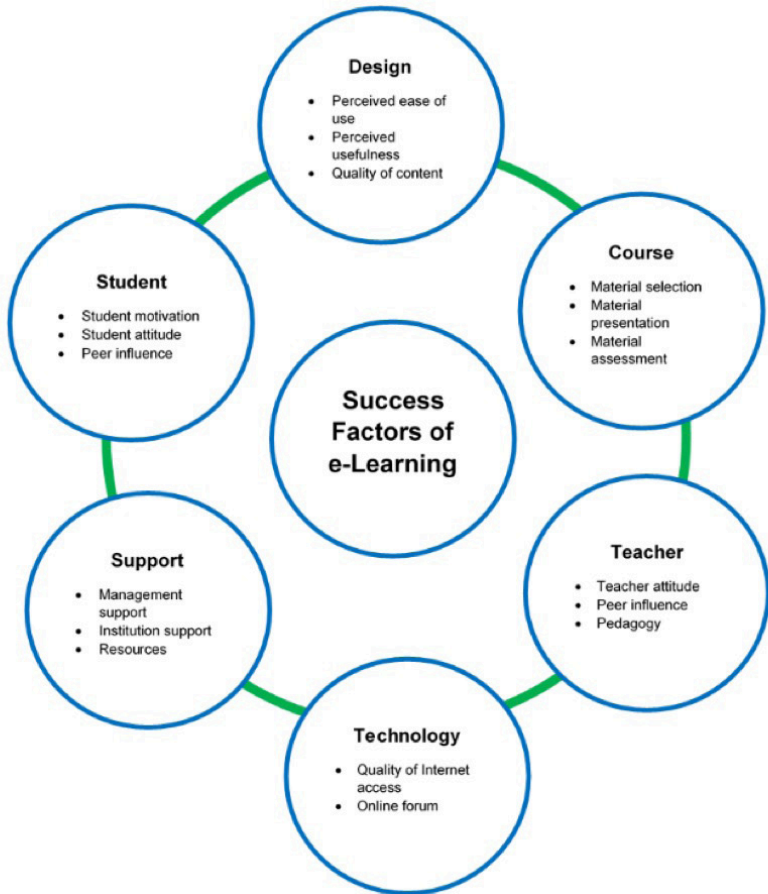 Design
• Perceived ease of
use
• Perceived
usefulness
• Quality of content
Course
• Material selection
• Material
presentation
• Material
assessment
Student
• Student motivation
• Student attitude
• Peer influence
Success
Factors of
e-Learning
Teacher
• Teacher attitude
• Peer influence
• Pedagogy
Support
• Management
support
• Institution support
• Resources
Technology
• Quality of Internet
access
• Online forum